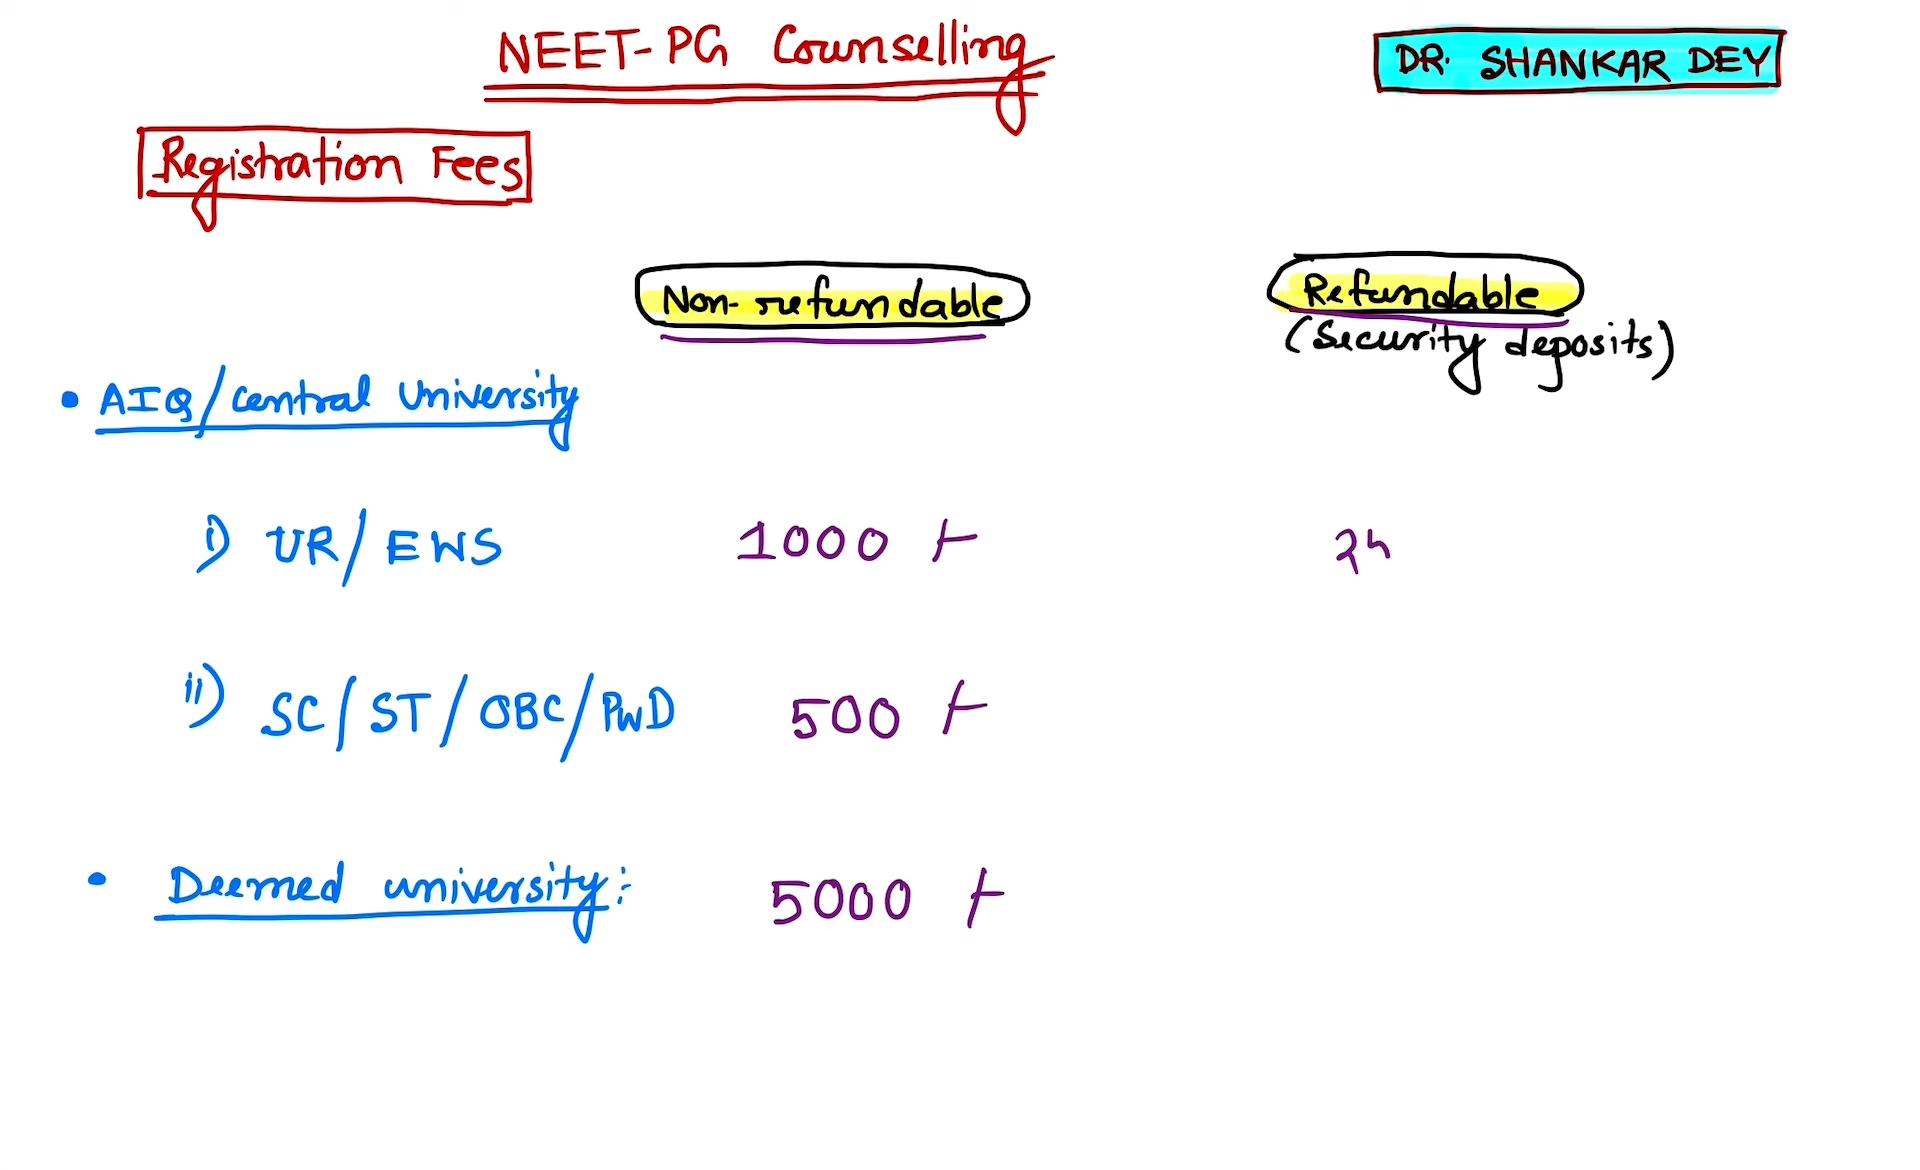 NEET-PG Counselling
DR. SHANKAR DEY
Registration Fees
Non-refundable
Refundable
(Security deposits)
• AIQ/central University
i) UR/EWS 1000 +
ii) SC/ST/OBC/PwD 500 +
• Deemed university:- 5000 +